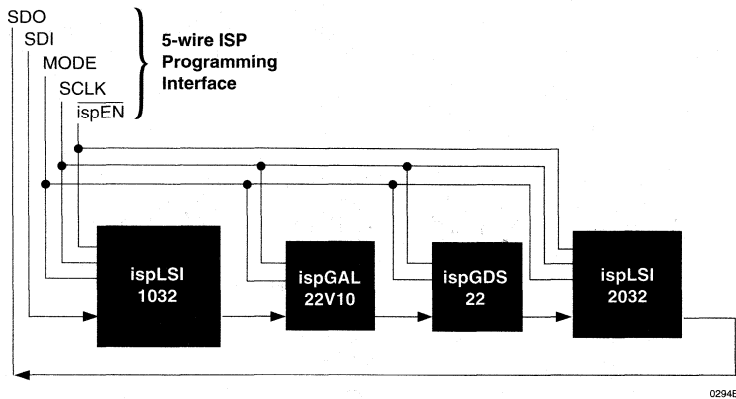 SDO
SDI
MODE
SCLK
ispEN
5-wire ISP
Programming
Interface
ispLSI
1032
ispGAL
22V10
ispGDS
22
ispLSI
2032
0294B